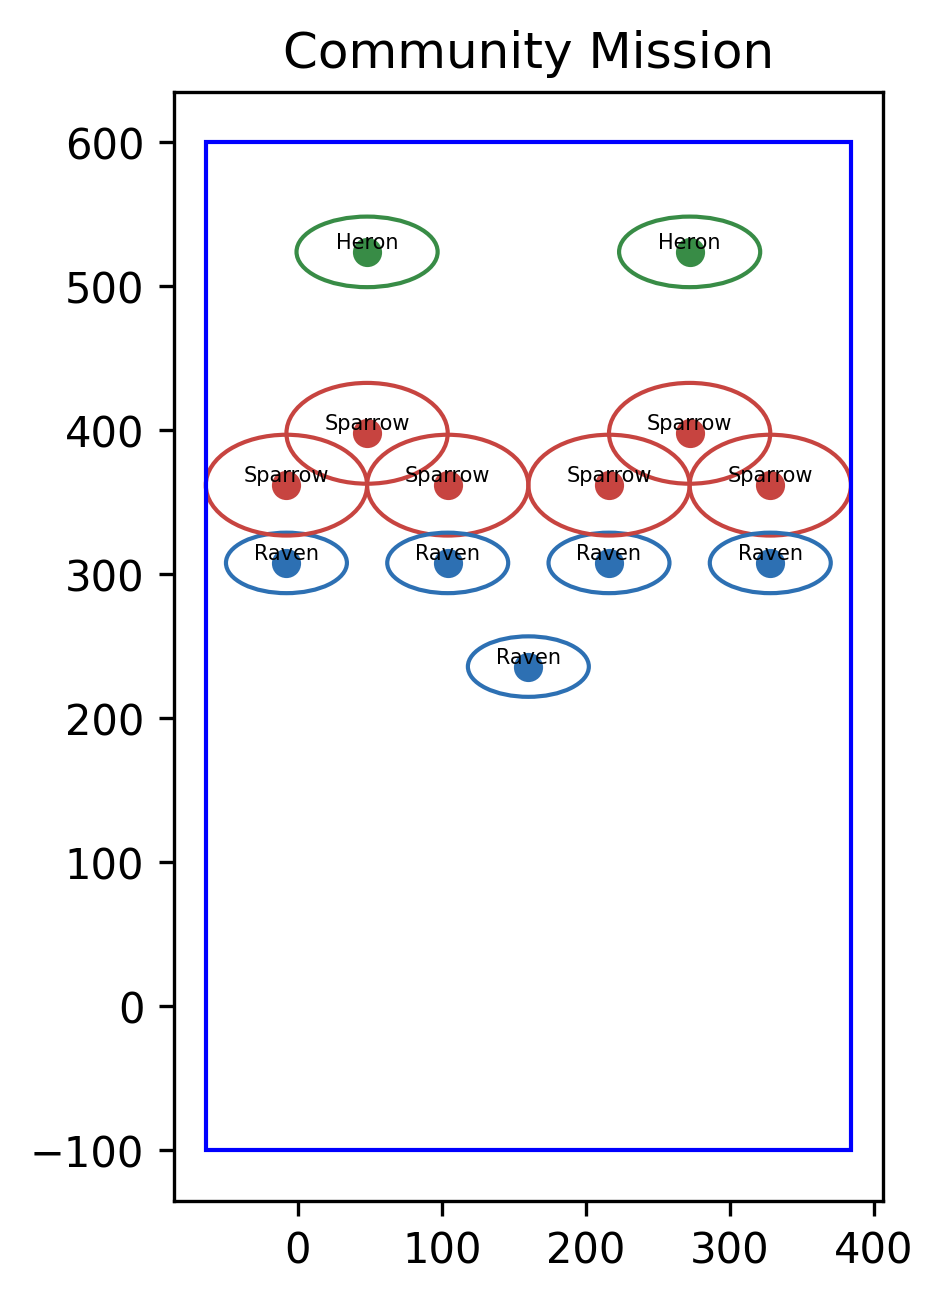 Community Mission
600
500
400
300
200
100
0
−100
Heron Heron
Sparrow Sparrow
Sparrow Sparrow Sparrow Sparrow
Raven Raven Raven Raven
Raven
0 100 200 300 400